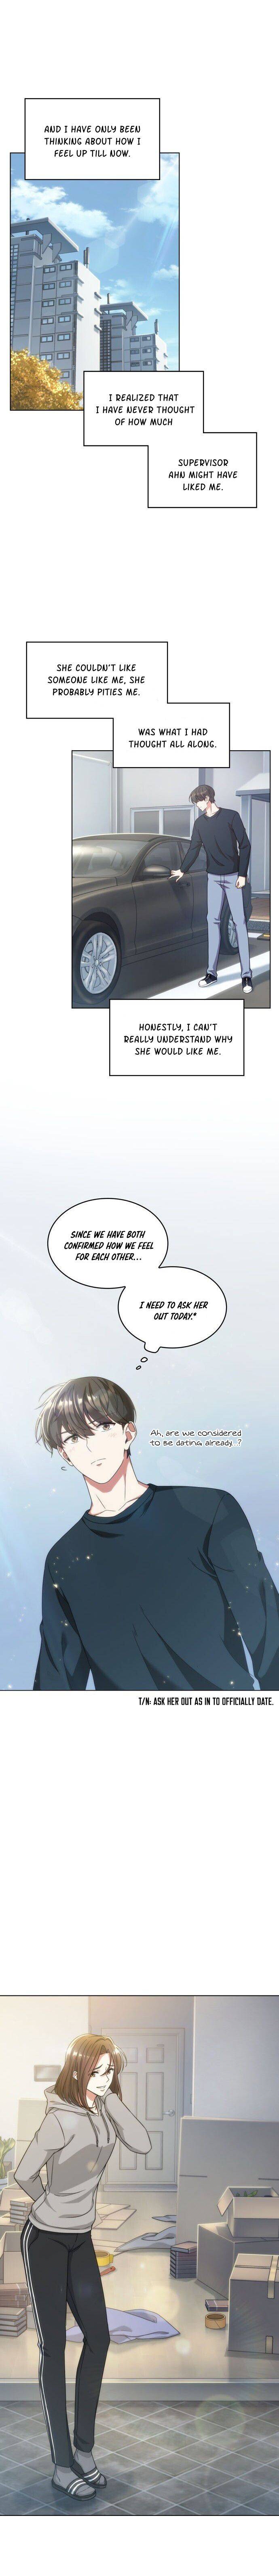 AND I HAVE ONLY BEEN
THINKING ABOUT HOW I
FEEL UP TILL NOW.
I REALIZED THAT
I HAVE NEVER THOUGHT
OF HOW MUCH
SUPERVISOR
AHN MIGHT HAVE
LIKED ME.
SHE COULDN'T LIKE
SOMEONE LIKE ME, SHE
PROBABLY PITIES ME.
WAS WHAT I HAD
THOUGHT ALL ALONG.
HONESTLY, I CAN'T
REALLY UNDERSTAND WHY
SHE WOULD LIKE ME.
SINCE WE HAVE BOTH
CONFIRMED HOW WE FEEL
FOR EACH OTHER...
I NEED TO ASK HER
OUT TODAY.*
Ah, are we considered
to be dating already..?
T/N: ASK HER OUT AS IN TO OFFICIALLY DATE.